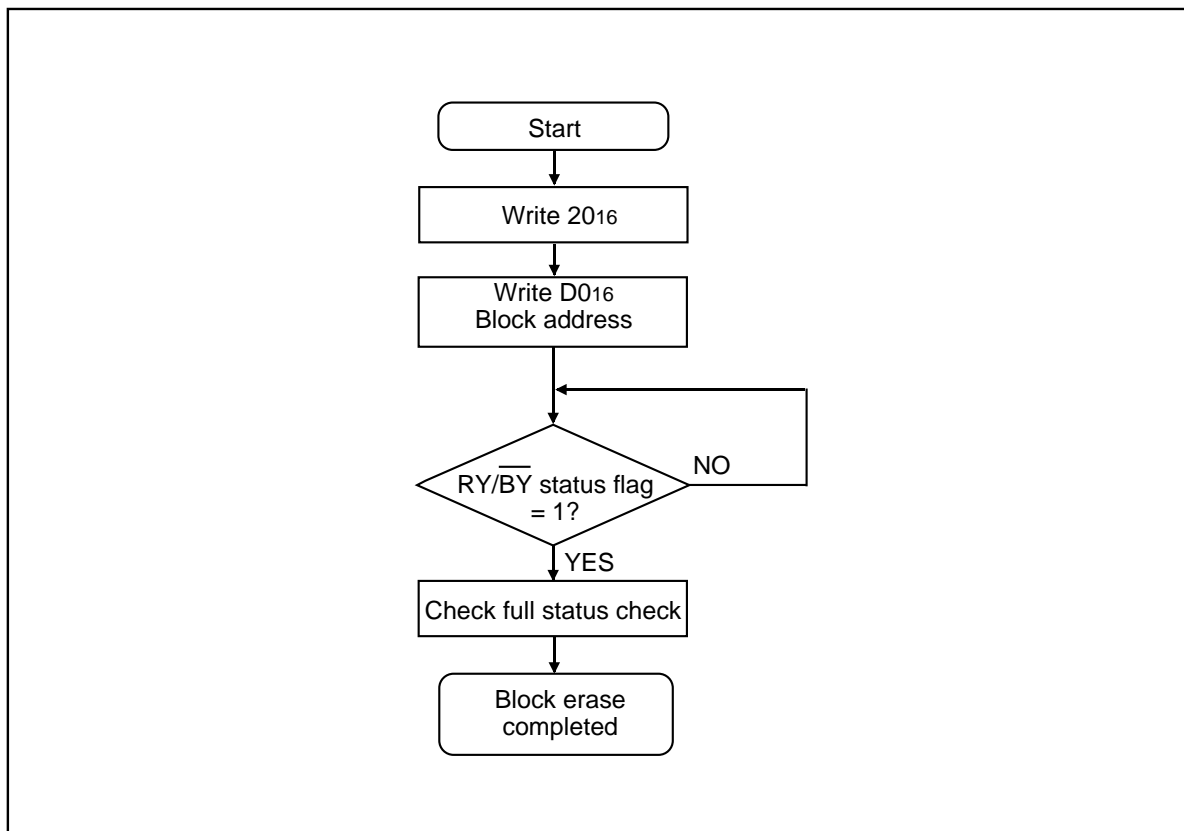 Start
Write 2016
Write D016
Block address
NO
RY/B̅Y̅ status flag
= 1?
YES
Check full status check
Block erase
completed